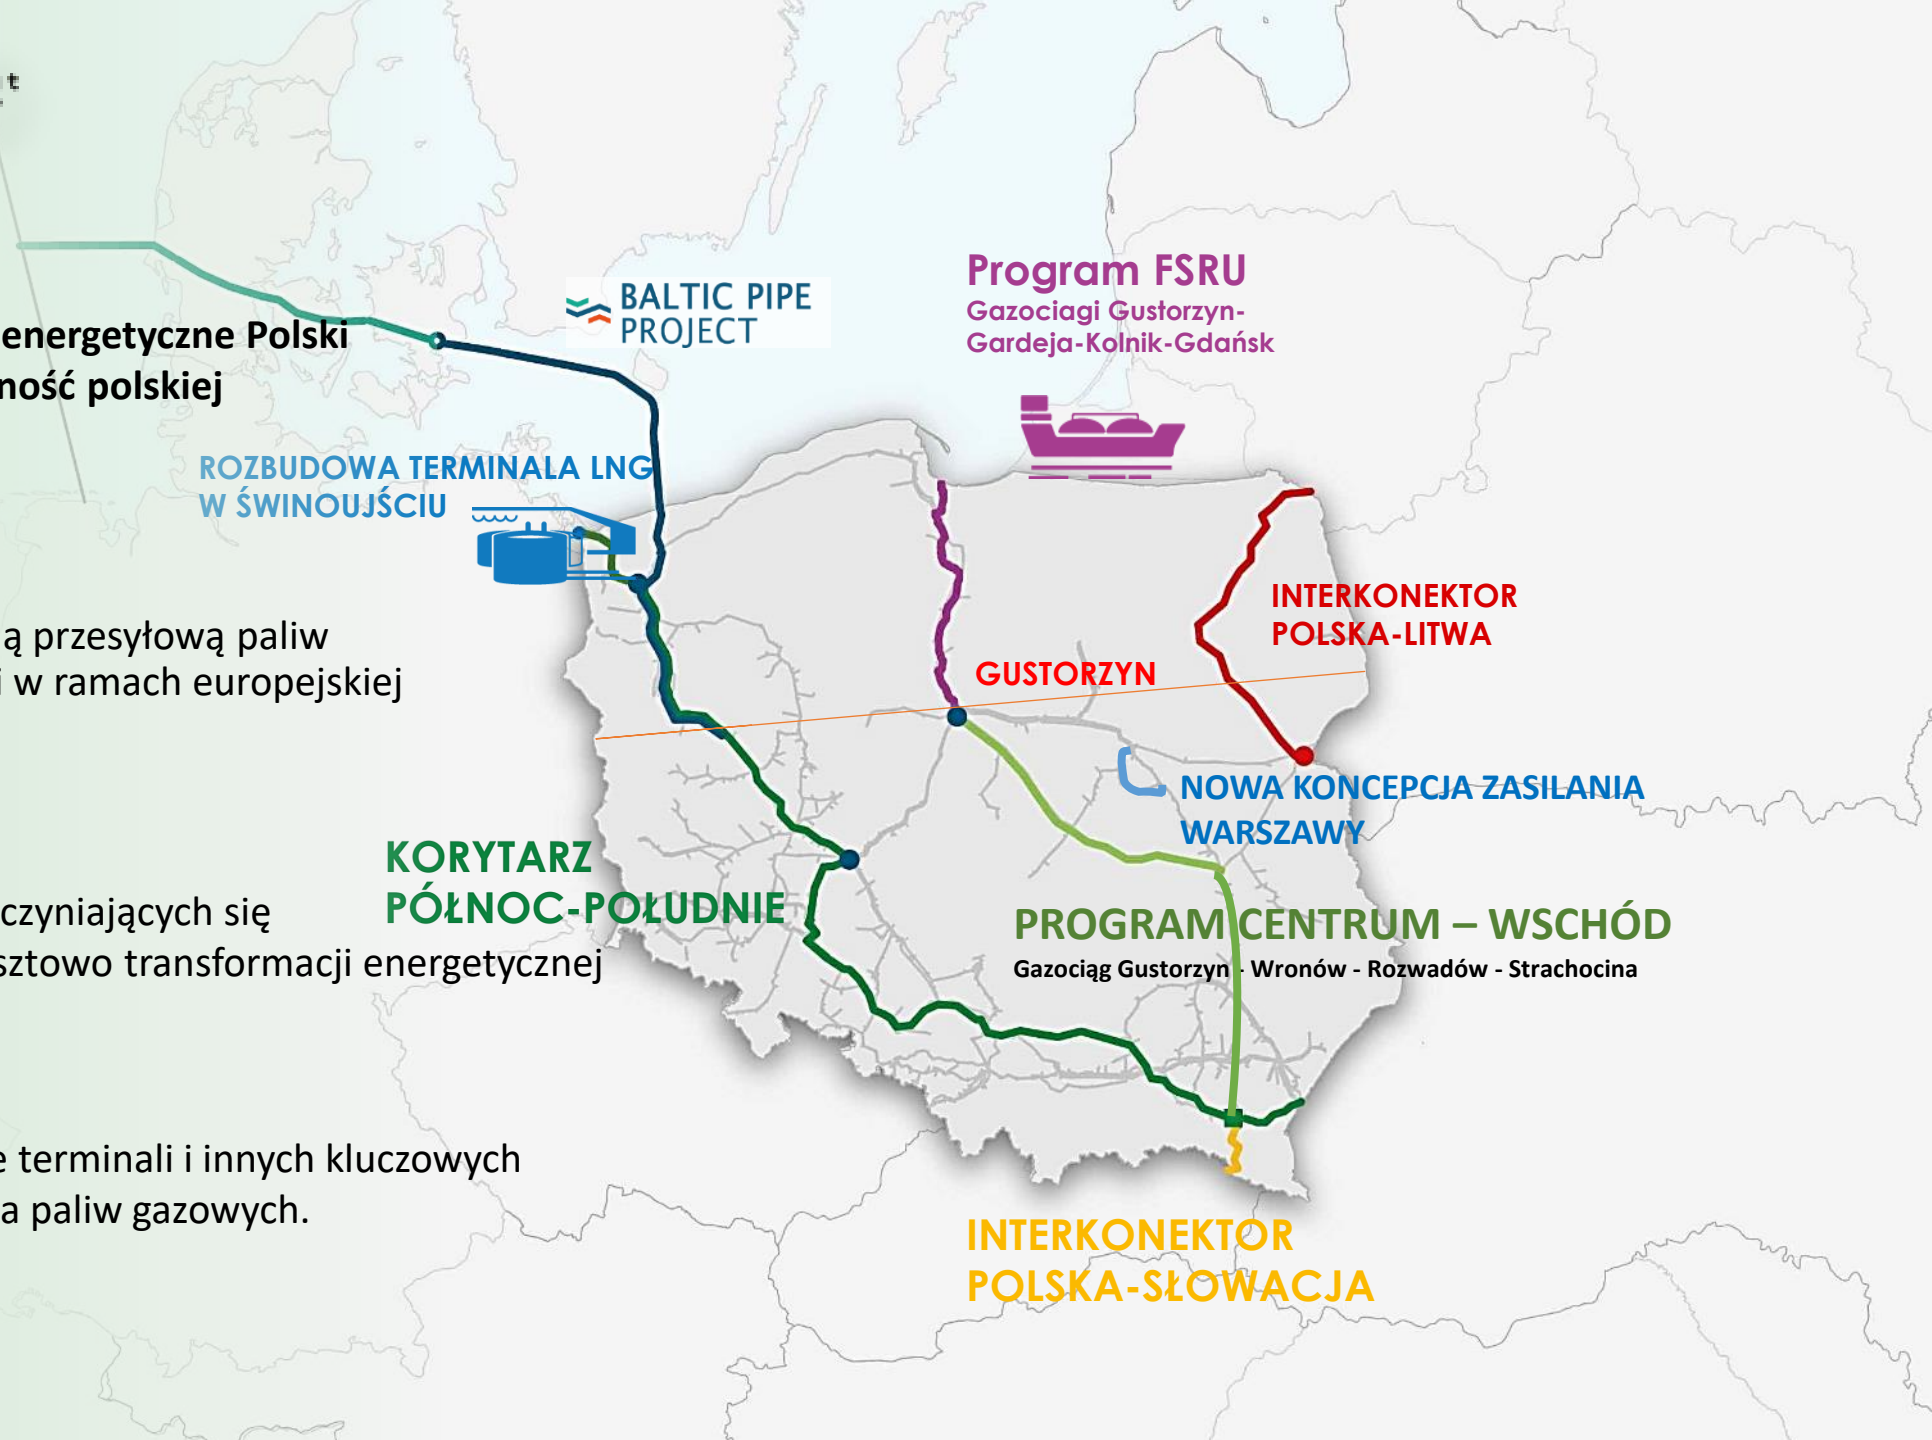 energetyczne Polski
ność polskiej
ą przesyłową paliw
i w ramach europejskiej
czyniających się
sztowo transformacji energetycznej
e terminali i innych kluczowych
a paliw gazowych.
BALTIC PIPE
PROJECT
Program FSRU
Gazociagi Gustorzyn-
Gardeja-Kolnik-Gdańsk
ROZBUDOWA TERMINALA LNG
W ŚWINOUJŚCIU
INTERKONEKTOR
POLSKA-LITWA
GUSTORZYN
NOWA KONCEPCJA ZASILANIA
WARSZAWY
KORYTARZ
PÓŁNOC-POŁUDNIE
PROGRAM CENTRUM – WSCHÓD
Gazociąg Gustorzyn - Wronów - Rozwadów - Strachocina
INTERKONEKTOR
POLSKA-SŁOWACJA